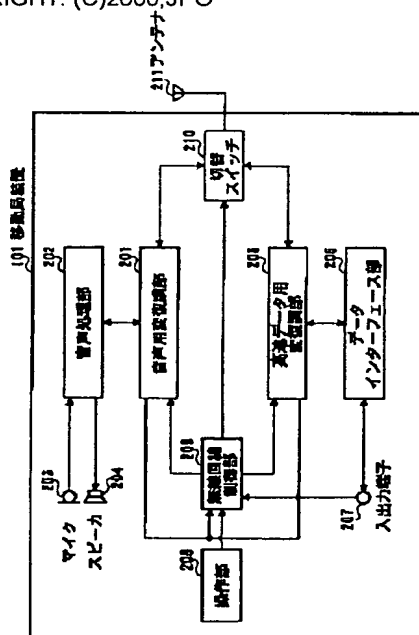 RIGHT: (C)2000,JPO
101 移動局装置
211 アンテナ
203
マイク
スピーカ
204
202
音声処理部
201
音声用変復調部
210
切替
スイッチ
208
無線回線
制御部
209
操作部
205
高速データ用
変復調部
206
データ
インターフェース部
207
入出力端子